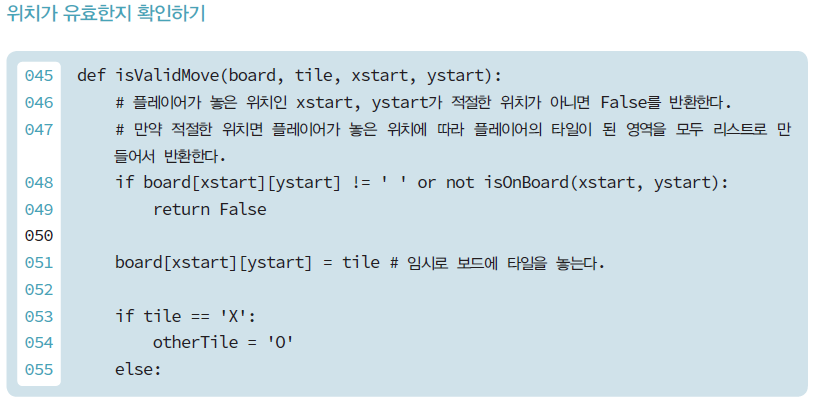 위치가 유효한지 확인하기
045 def isValidMove(board, tile, xstart, ystart):
046     # 플레이어가 놓은 위치인 xstart, ystart가 적절한 위치가 아니면 False를 반환한다.
047     # 만약 적절한 위치면 플레이어가 놓은 위치에 따라 플레이어의 타일이 된 영역을 모두 리스트로 만
들어서 반환한다.
048     if board[xstart][ystart] != ' ' or not isOnBoard(xstart, ystart):
049         return False
050
051     board[xstart][ystart] = tile # 임시로 보드에 타일을 놓는다.
052
053     if tile == 'X':
054         otherTile = 'O'
055     else: